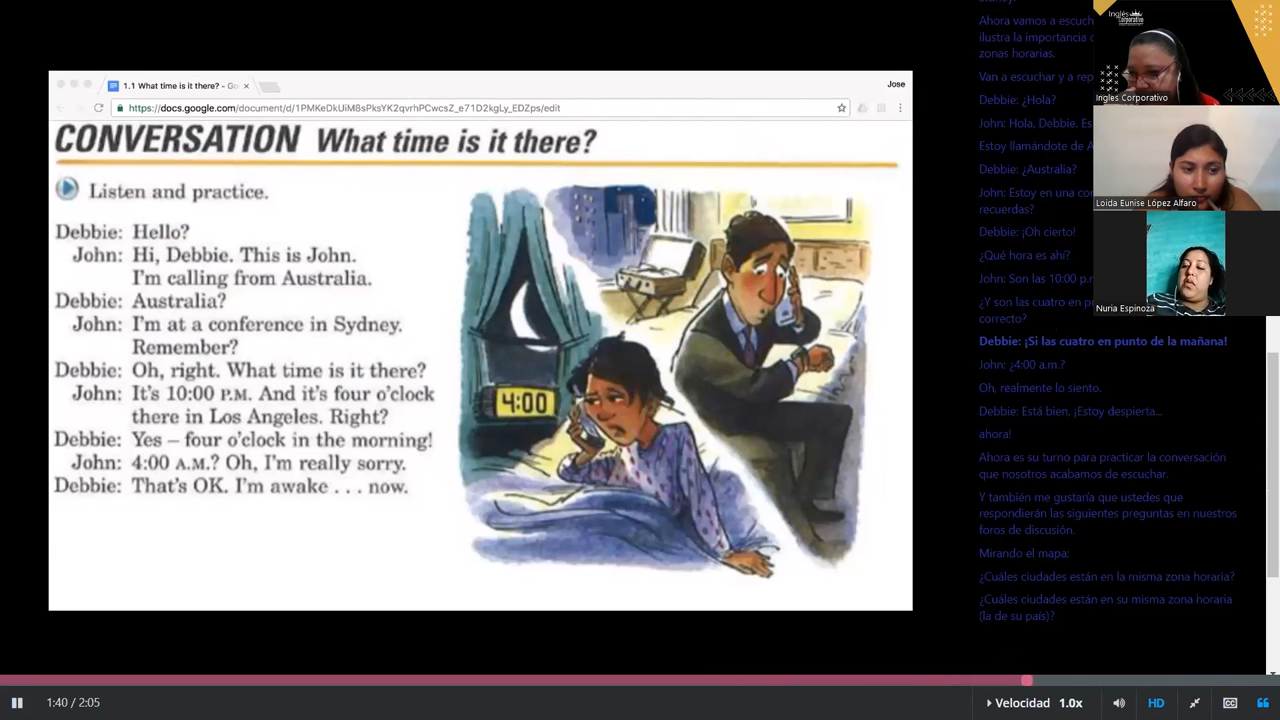 1.1 What time is it there? - Go
Jose
https://docs.google.com/document/d/1PMKeDkUiM8sPksYK2qvrhPCwcsZ_e71D2kgLy_EDZps/edit
CONVERSATION What time is it there?
Listen and practice.
Debbie: Hello?
John: Hi, Debbie. This is John.
I'm calling from Australia.
Debbie: Australia?
John: I'm at a conference in Sydney.
Remember?
Debbie: Oh, right. What time is it there?
John: It's 10:00 P.M. And it's four o'clock
there in Los Angeles. Right?
Debbie: Yes – four o'clock in the morning!
John: 4:00 A.M.? Oh, I'm really sorry.
Debbie: That's OK. I'm awake . . . now.
4:00
Ahora vamos a escuch
ilustra la importancia
zonas horarias.
Van a escuchar y a rep
Debbie: ¿Hola?
John: Hola, Debbie. Es
Estoy llamándote de A
Debbie: ¿Australia?
John: Estoy en una con
recuerdas?
Debbie: ¡Oh cierto!
¿Qué hora es ahí?
John: Son las 10:00 p.m
¿Y son las cuatro en p
correcto?
Debbie: ¡Si las cuatro en punto de la mañana!
John: ¿4:00 a.m.?
Oh, realmente lo siento.
Debbie: Está bien, ¡Estoy despierta...
ahora!
Ahora es su turno para practicar la conversación
que nosotros acabamos de escuchar.
Y también me gustaría que ustedes que
respondierán las siguientes preguntas en nuestros
foros de discusión.
Mirando el mapa:
¿Cuáles ciudades están en la misma zona horaria?
¿Cuáles ciudades están en su misma zona horaria
(la de su país)?
Inglés
Corporativo
Ingles Corporativo
Loida Eunise López Alfaro
Nuria Espinoza
1:40 / 2:05
Velocidad 1.0x
HD
CC